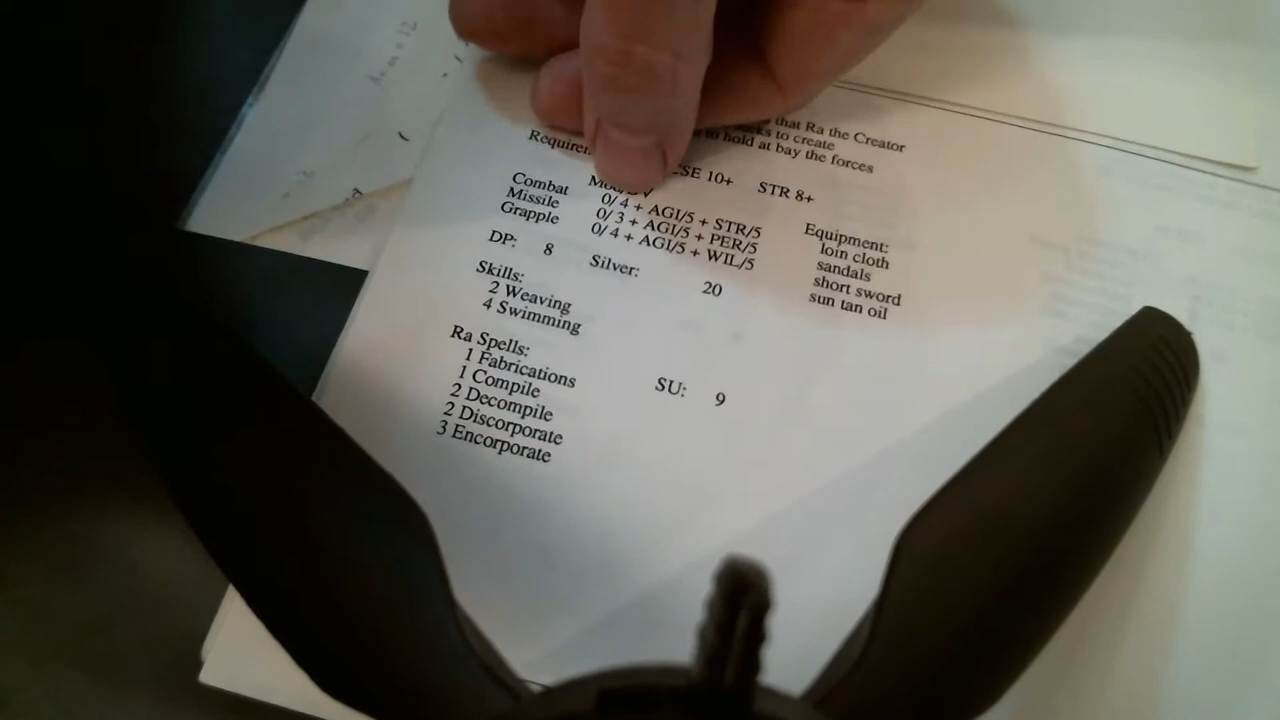 that Ra the Creator
to create
to hold at bay the forces
10+ STR 8+
Combat 0/ 4 + AGI/5 + STR/5
Missile 0/ 3 + AGI/5 + PER/5
Grapple 0/ 4 + AGI/5 + WIL/5
Equipment:
loin cloth
sandals
short sword
sun tan oil
DP: 8 Silver: 20
Skills:
2 Weaving
4 Swimming
Ra Spells: SU: 9
1 Fabrications
1 Compile
2 Decompile
2 Discorporate
3 Encorporate